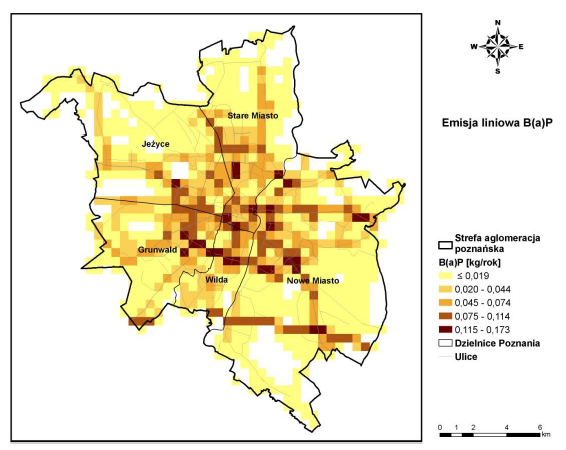 N
W E
S
Emisja liniowa B(a)P
Stare Miasto
Jeżyce
Grunwald
Wilda
Nowe Miasto
Strefa aglomeracja
poznańska
B(a)P [kg/rok]
≤ 0,019
0,020 - 0,044
0,045 - 0,074
0,075 - 0,114
0,115 - 0,173
Dzielnice Poznania
Ulice
0 1 2 4 6
km